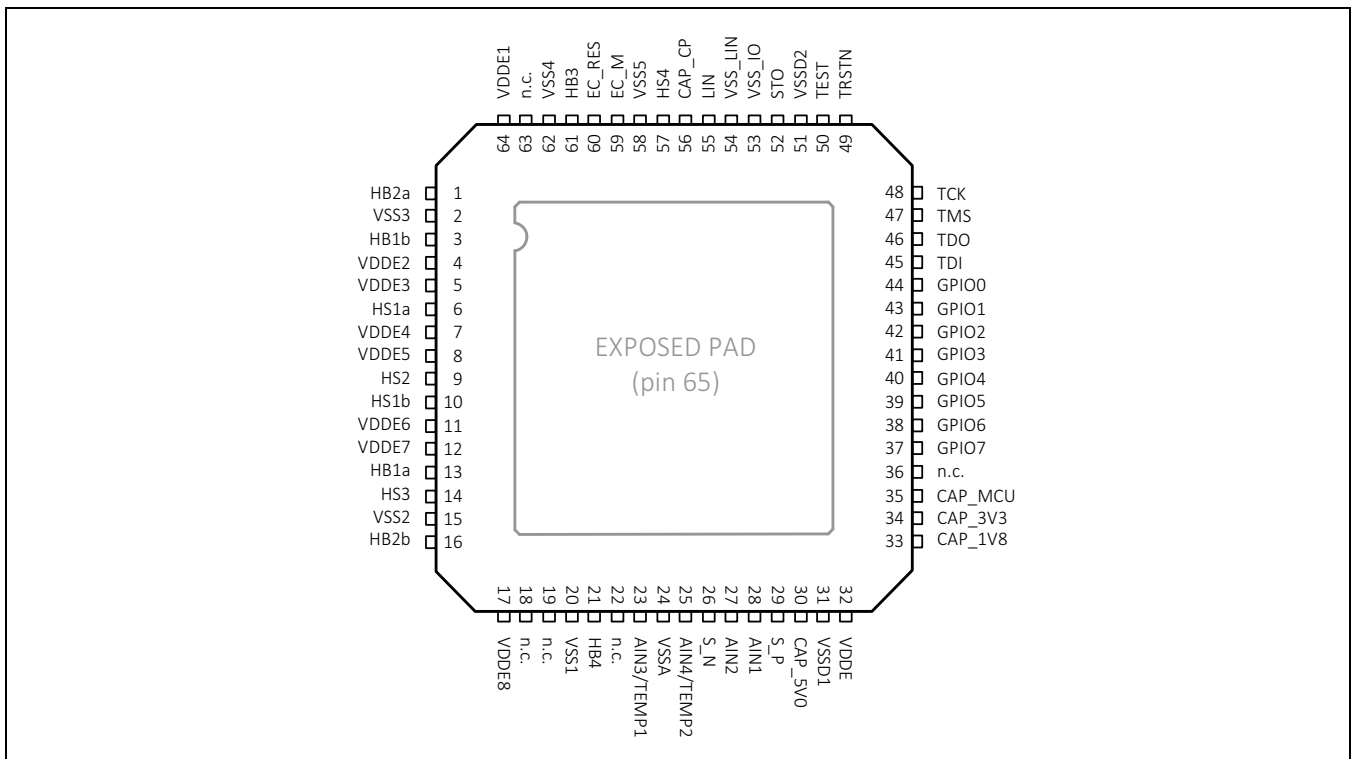 VDDE1
n.c.
VSS4
HB3
EC_RES
EC_M
VSS5
HS4
CAP_CP
LIN
VSS_LIN
VSS_IO
STO
VSSD2
TEST
TRSTN
64
63
62
61
60
59
58
57
56
55
54
53
52
51
50
49
HB2a 1
VSS3 2
HB1b 3
VDDE2 4
VDDE3 5
HS1a 6
VDDE4 7
VDDE5 8
HS2 9
HS1b 10
VDDE6 11
VDDE7 12
HB1a 13
HS3 14
VSS2 15
HB2b 16
EXPOSED PAD
(pin 65)
48 TCK
47 TMS
46 TDO
45 TDI
44 GPIO0
43 GPIO1
42 GPIO2
41 GPIO3
40 GPIO4
39 GPIO5
38 GPIO6
37 GPIO7
36 n.c.
35 CAP_MCU
34 CAP_3V3
33 CAP_1V8
17
18
19
20
21
22
23
24
25
26
27
28
29
30
31
32
VDDE8
n.c.
n.c.
VSS1
HB4
n.c.
AIN3/TEMP1
VSSA
AIN4/TEMP2
S_N
AIN2
AIN1
S_P
CAP_5V0
VSSD1
VDDE